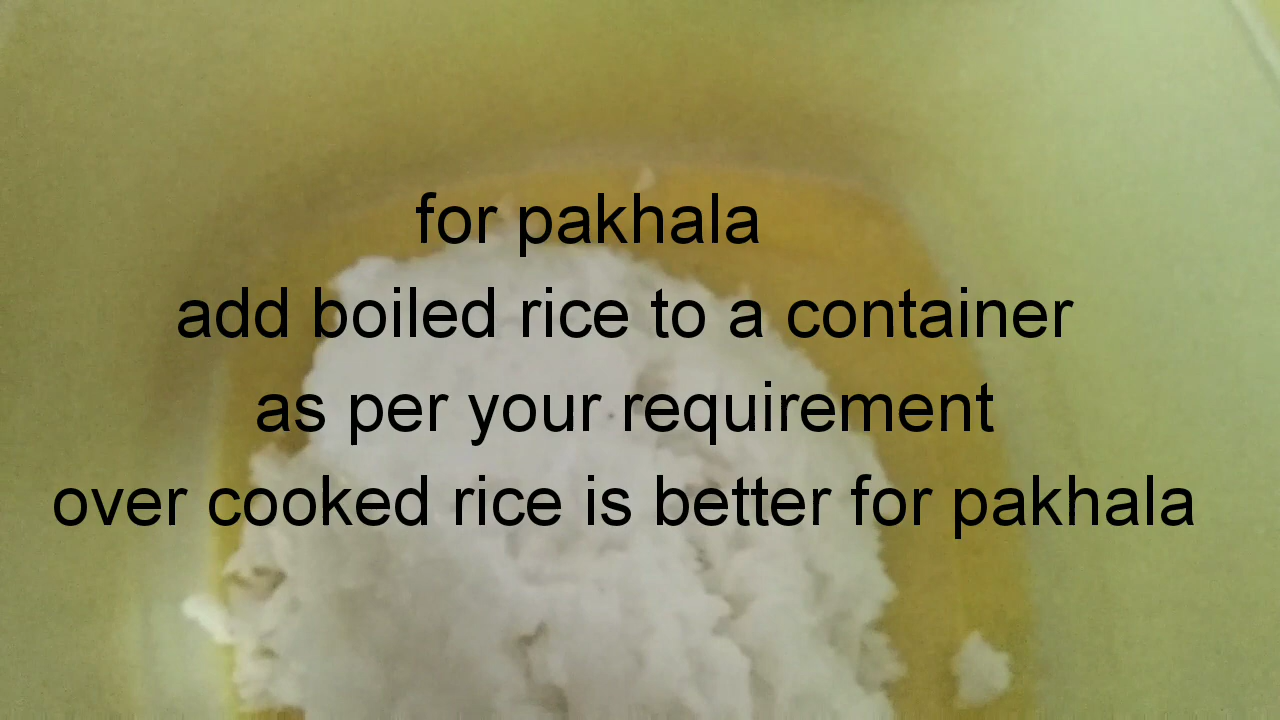 for pakhala
add boiled rice to a container
as per your requirement
over cooked rice is better for pakhala